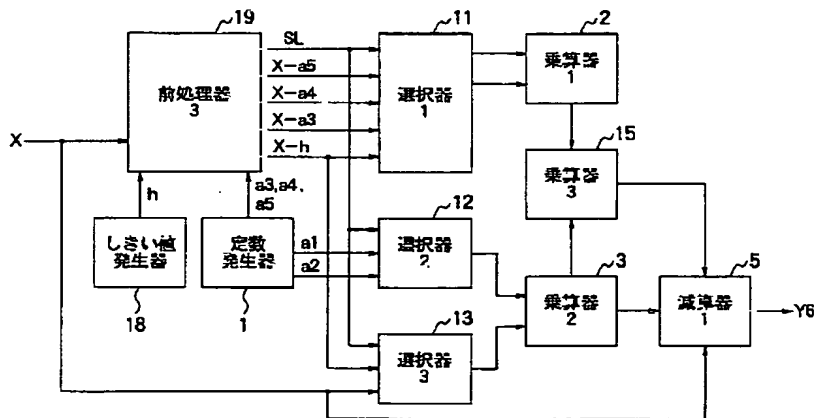 19
11
2
SL
X-a5
X-a4
X-a3
X-h
前処理器
3
選択器
1
乗算器
1
X
15
乗算器
3
h
a3,a4,
a5
12
しきい値
発生器
定数
発生器
a1
a2
選択器
2
3
5
乗算器
2
減算器
1
Y6
18
1
13
選択器
3